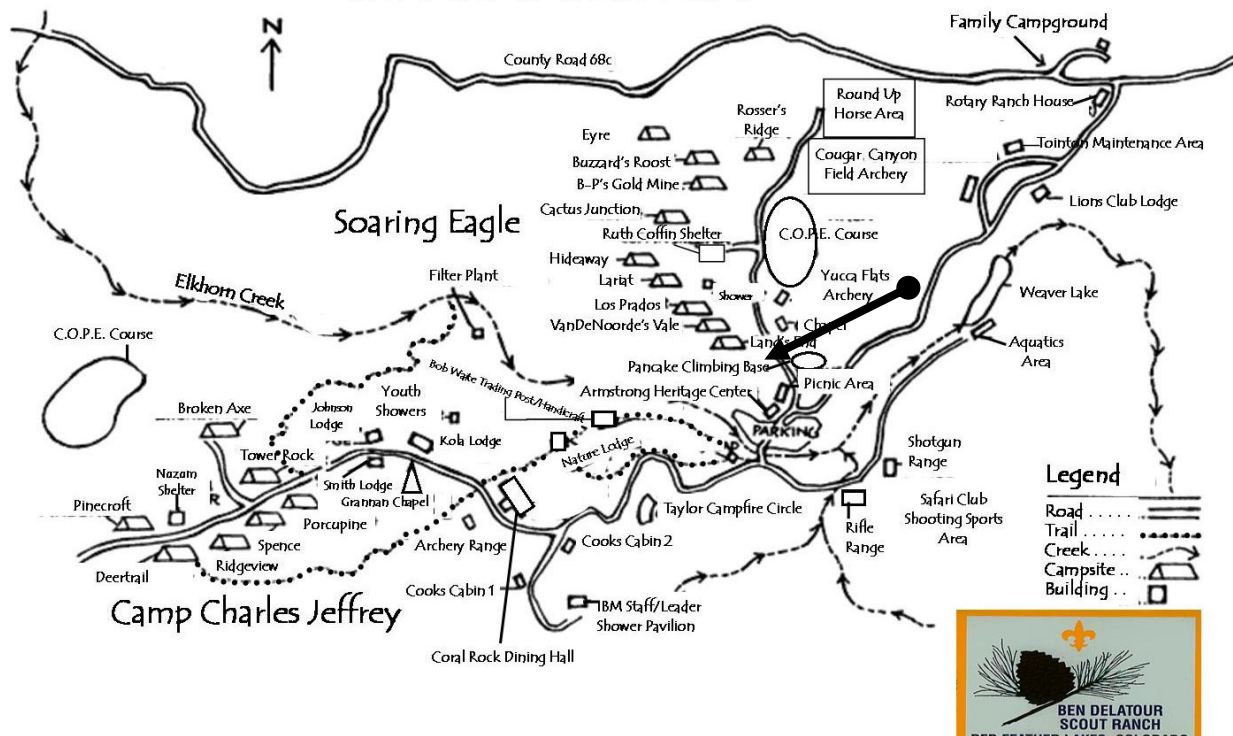 Family Campground
N
County Road 68c
Rotary Ranch House
Round Up
Horse Area
Rosser's
Ridge
Eyre
Tointon Maintenance Area
Buzzard's Roost
Cougar Canyon
Field Archery
B-P's Gold Mine
Lions Club Lodge
Cactus Junction
Soaring Eagle
Ruth Coffin Shelter
C.O.P.E. Course
Hideaway
Filter Plant
Yucca Flats
Archery
Lariat
Shower
Weaver Lake
Elkhorn Creek
Los Prados
VanDeNoorde's Vale
Chapel
C.O.P.E. Course
Land's End
Aquatics
Area
Pancake Climbing Base
Bob Waite Trading Post/Handicraft
Armstrong Heritage Center
Picnic Area
Youth
Showers
Broken Axe
Johnson
Lodge
Kola Lodge
PARKING
Nature Lodge
Tower Rock
Shotgun
Range
Nazam
Shelter
R
Smith Lodge
Grannan Chapel
Legend
Pinecroft
Porcupine
Taylor Campfire Circle
Safari Club
Shooting Sports
Area
Road . . . . .
Trail . . . . .
Creek . . . .
Campsite . .
Building . .
Rifle
Range
Spence
Archery Range
Cooks Cabin 2
Ridgeview
Deertrail
Cooks Cabin 1
Camp Charles Jeffrey
IBM Staff/Leader
Shower Pavilion
Coral Rock Dining Hall
BEN DELATOUR
SCOUT RANCH
RED FEATHER LAKES, COLORADO